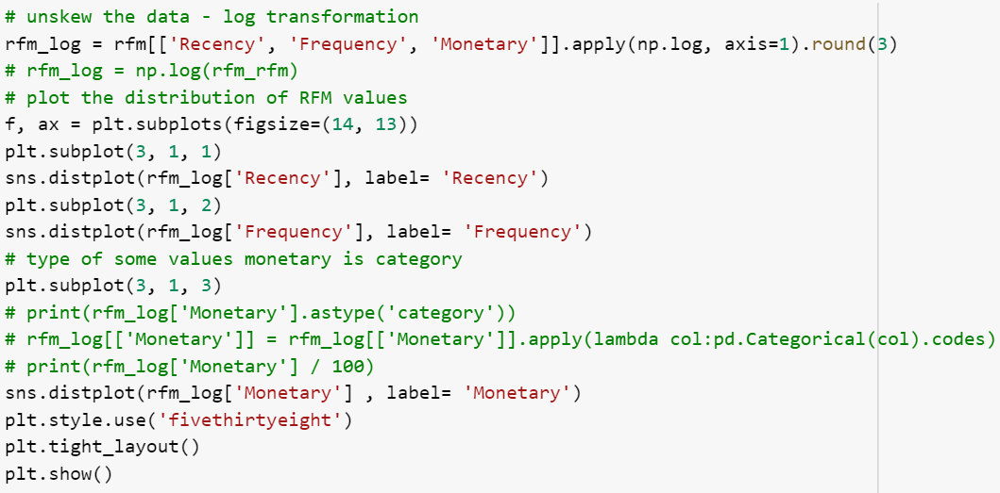 # unskew the data - log transformation
rfm_log = rfm[['Recency', 'Frequency', 'Monetary']].apply(np.log, axis=1).round(3)
# rfm_log = np.log(rfm_rfm)
# plot the distribution of RFM values
f, ax = plt.subplots(figsize=(14, 13))
plt.subplot(3, 1, 1)
sns.distplot(rfm_log['Recency'], label= 'Recency')
plt.subplot(3, 1, 2)
sns.distplot(rfm_log['Frequency'], label= 'Frequency')
# type of some values monetary is category
plt.subplot(3, 1, 3)
# print(rfm_log['Monetary'].astype('category'))
# rfm_log[['Monetary']] = rfm_log[['Monetary']].apply(lambda col:pd.Categorical(col).codes)
# print(rfm_log['Monetary'] / 100)
sns.distplot(rfm_log['Monetary'] , label= 'Monetary')
plt.style.use('fivethirtyeight')
plt.tight_layout()
plt.show()